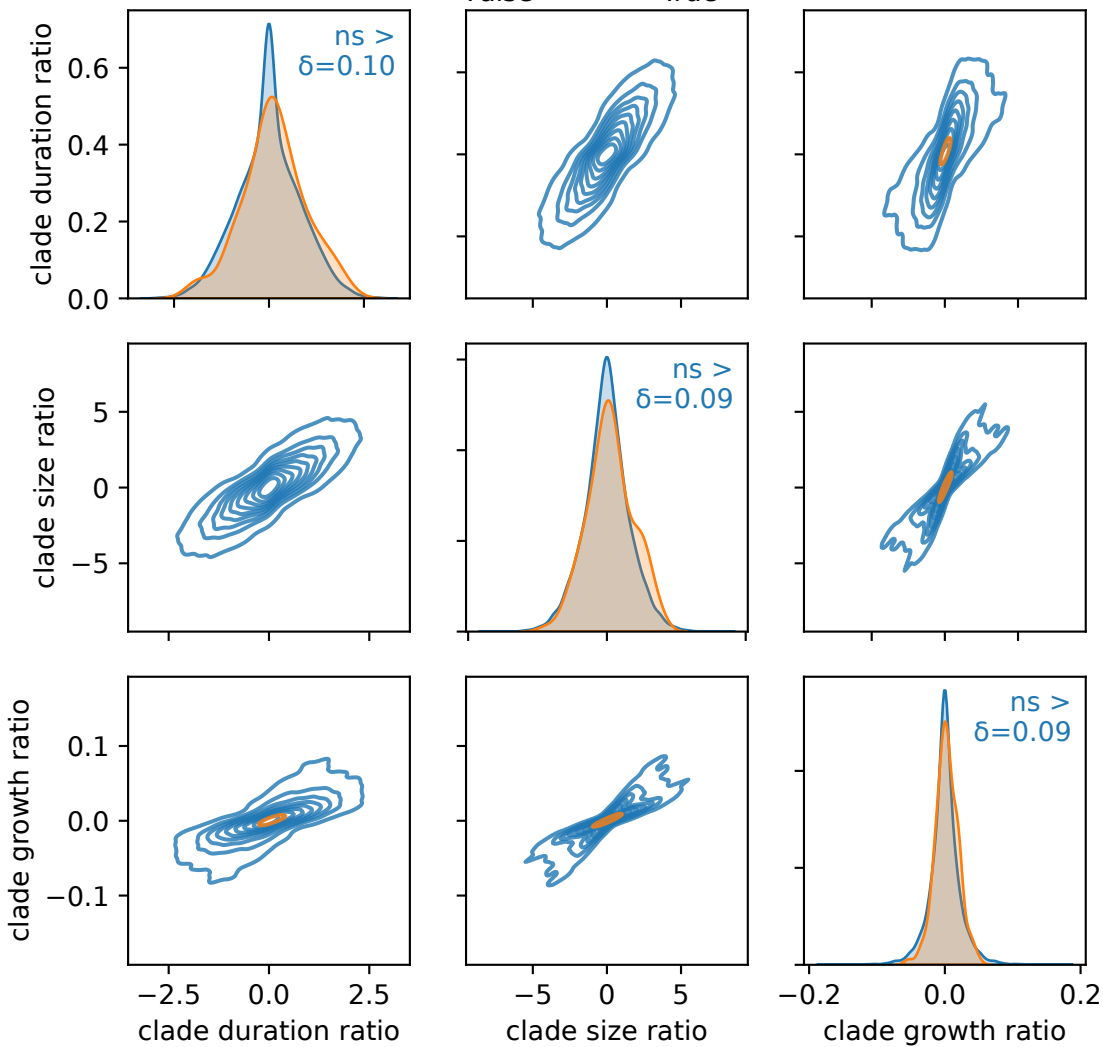 clade duration ratio
0.6
0.4
0.2
0.0
ns >
δ=0.10
clade size ratio
5
0
−5
ns >
δ=0.09
clade growth ratio
0.1
0.0
−0.1
ns >
δ=0.09
−2.5 0.0 2.5
−5 0 5
−0.2 0.0 0.2
clade duration ratio
clade size ratio
clade growth ratio